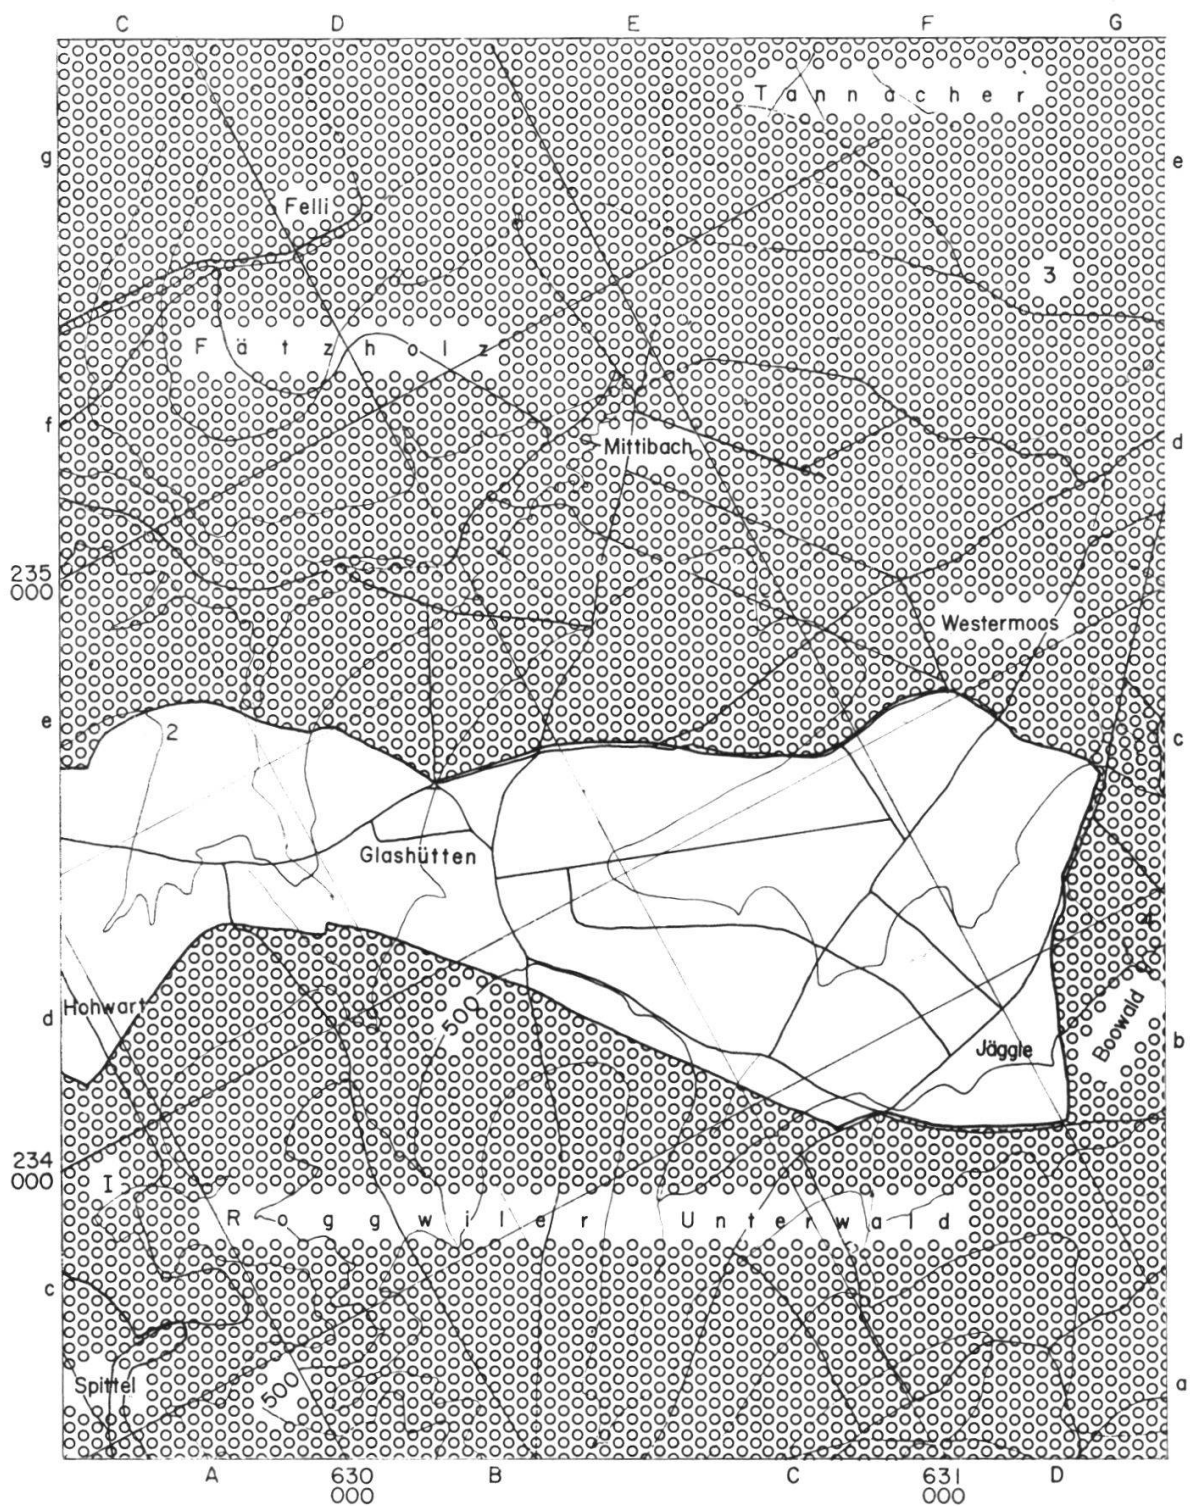 C D E F G
Tannacher
g
e
Felli
3
Fätzholz
f
Mittibach
d
235
000
Westermoos
e
2
c
Glashütten
4
Hohwart
d
500
Boowald
Jäggle
b
234
000
I
Roggwiler Unterwald
c
Spittel
500
a
A 630 B C 631 D
000 000